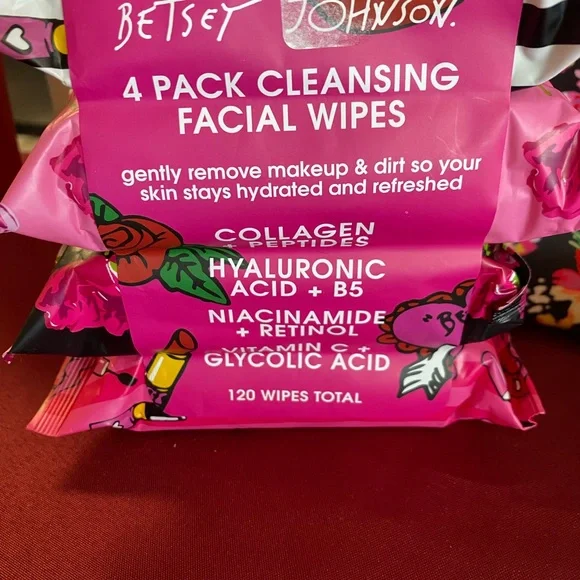 BETSEY JOHNSON.
4 PACK CLEANSING
FACIAL WIPES
gently remove makeup & dirt so your
skin stays hydrated and refreshed
COLLAGEN
+ PEPTIDES
HYALURONIC
ACID + B5
NIACINAMIDE
+ RETINOL
VITAMIN C +
GLYCOLIC ACID
120 WIPES TOTAL
"BE